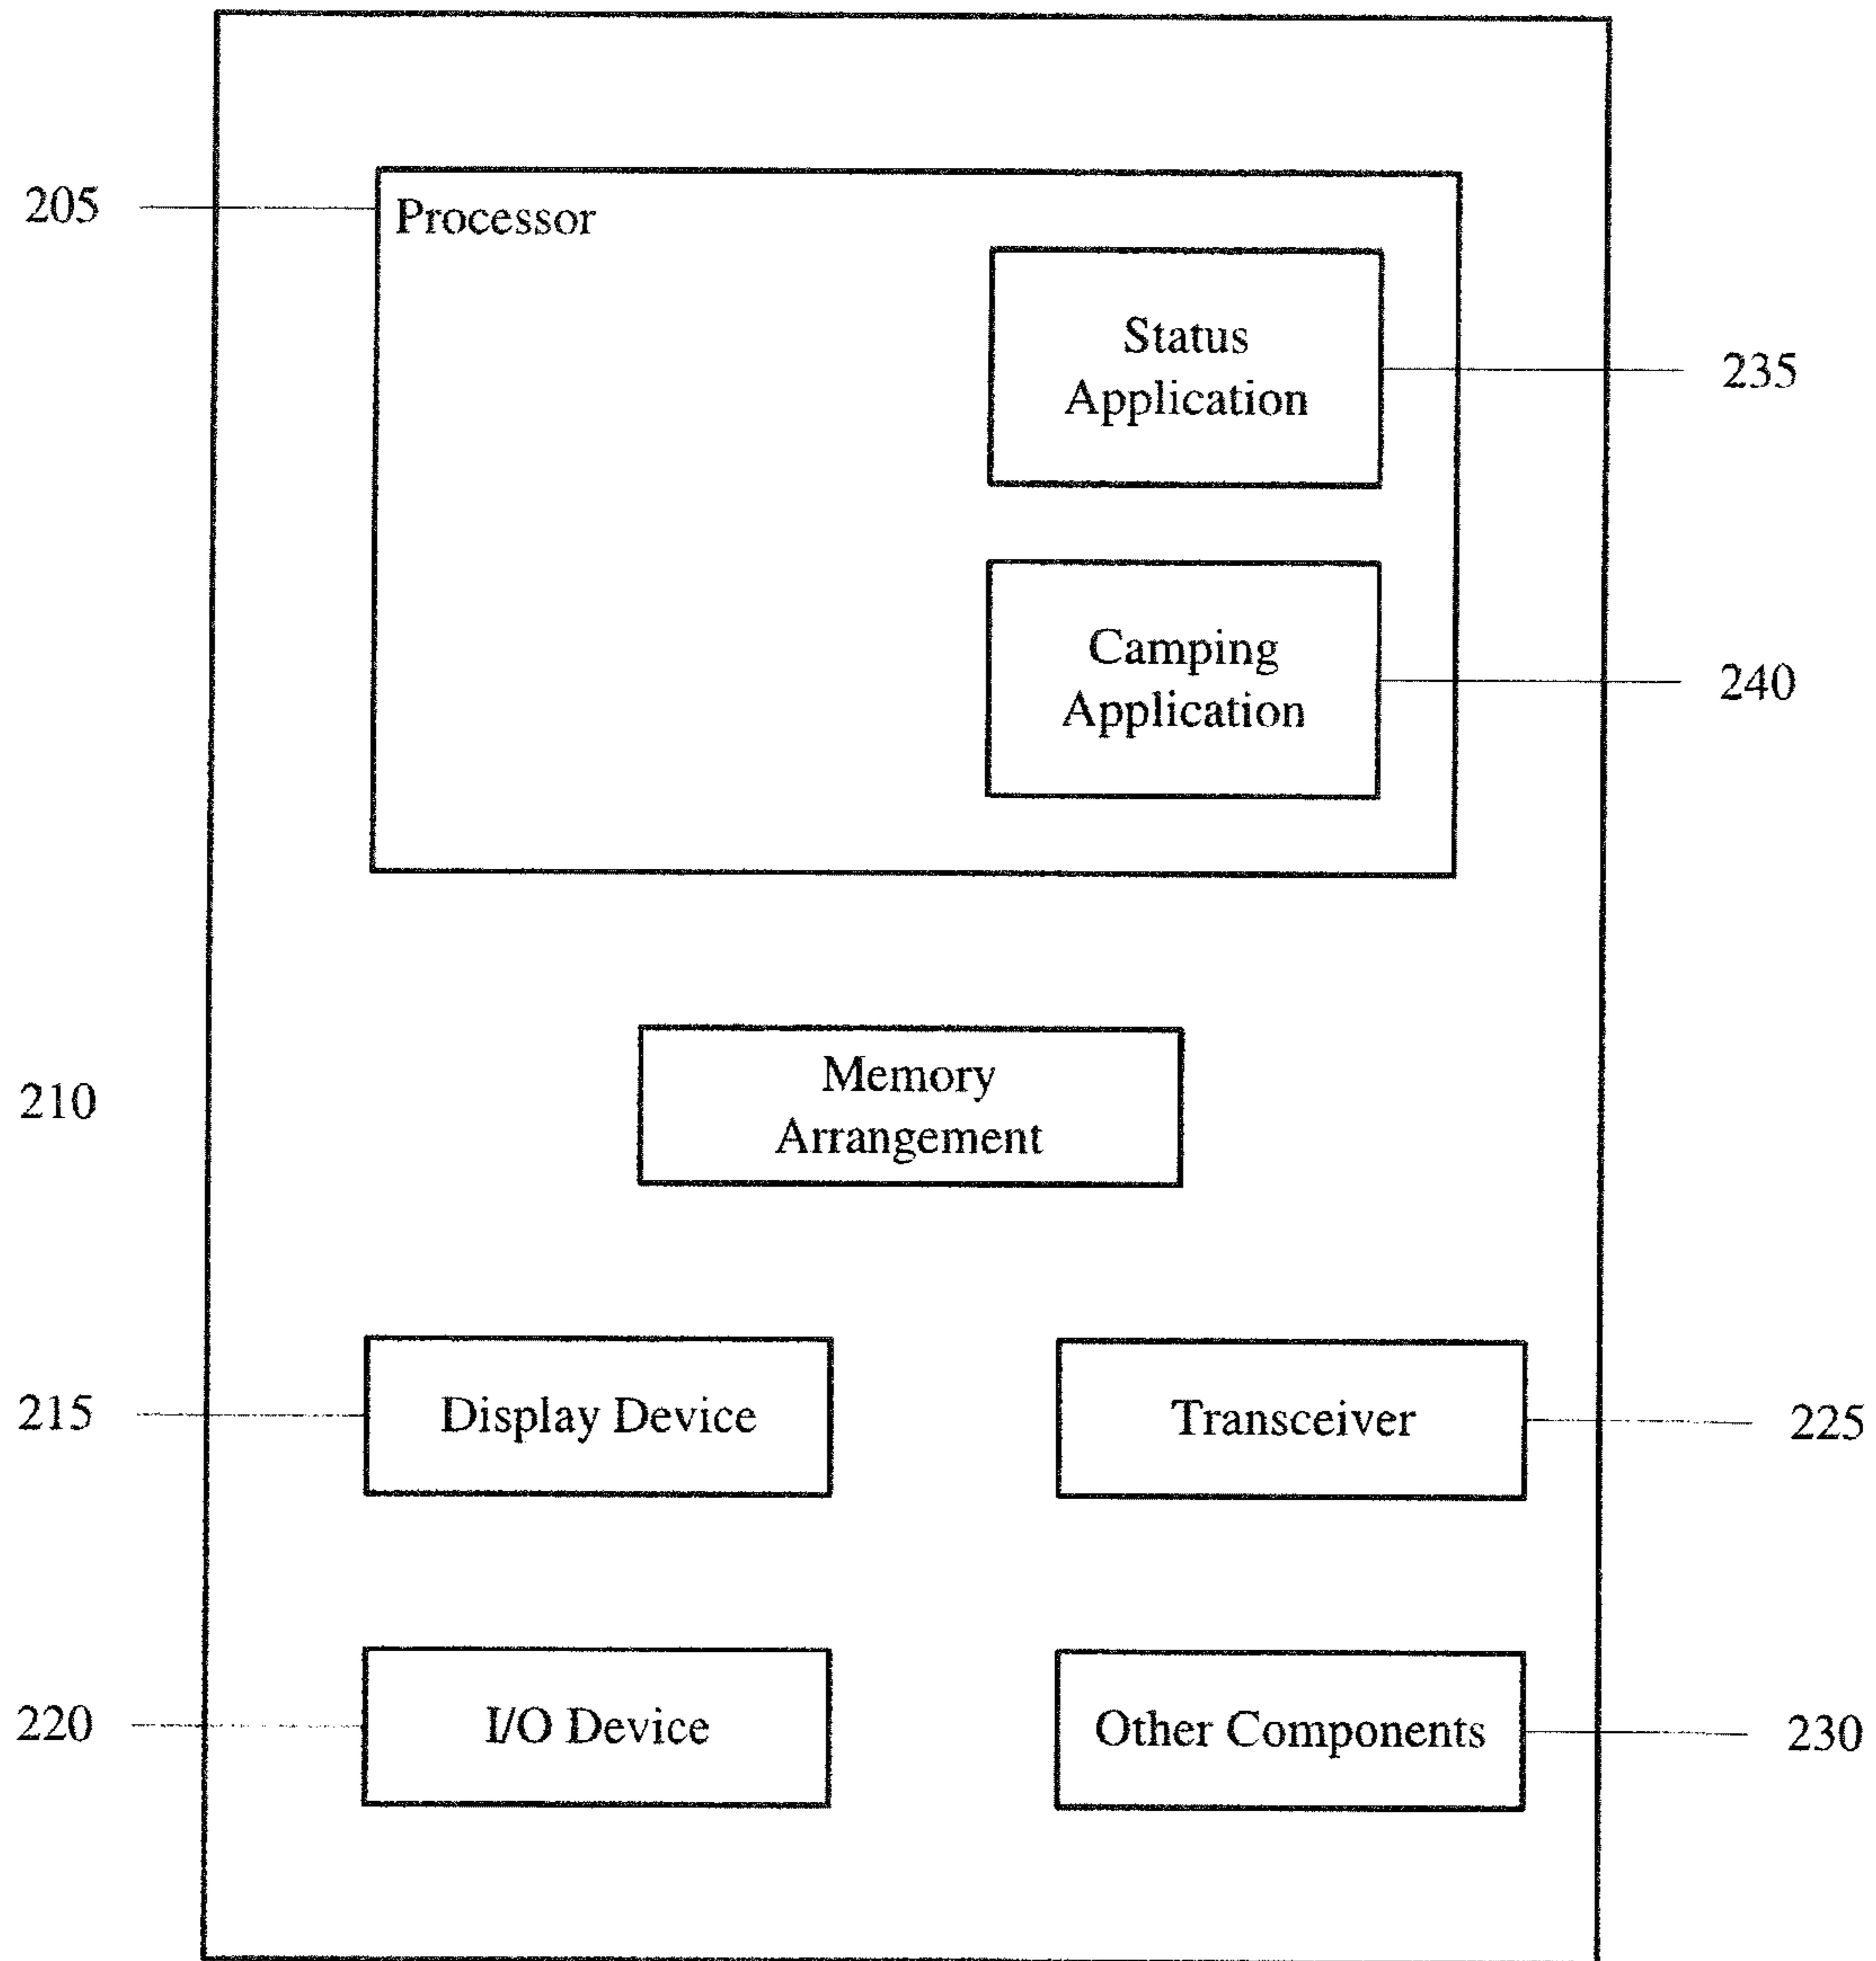 205
Processor
Status
Application
235
Camping
Application
240
210
Memory
Arrangement
215
Display Device
Transceiver
225
220
I/O Device
Other Components
230